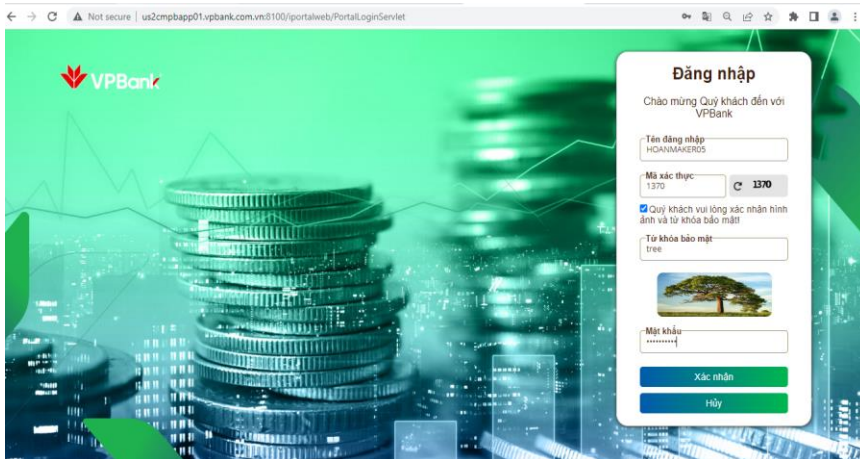 Not secure
us2cmpbapp01.vpbank.com.vn:8100/iportalweb/PortalLoginServlet
VPBank
Đăng nhập
Chào mừng Quý khách đến với
VPBank
Tên đăng nhập
HOANMAKER05
Mã xác thực
1370
1370
Quý khách vui lòng xác nhận hình
ảnh và từ khóa bảo mật!
Từ khóa bảo mật
tree
Mật khẩu
••••••••••
Xác nhận
Hủy